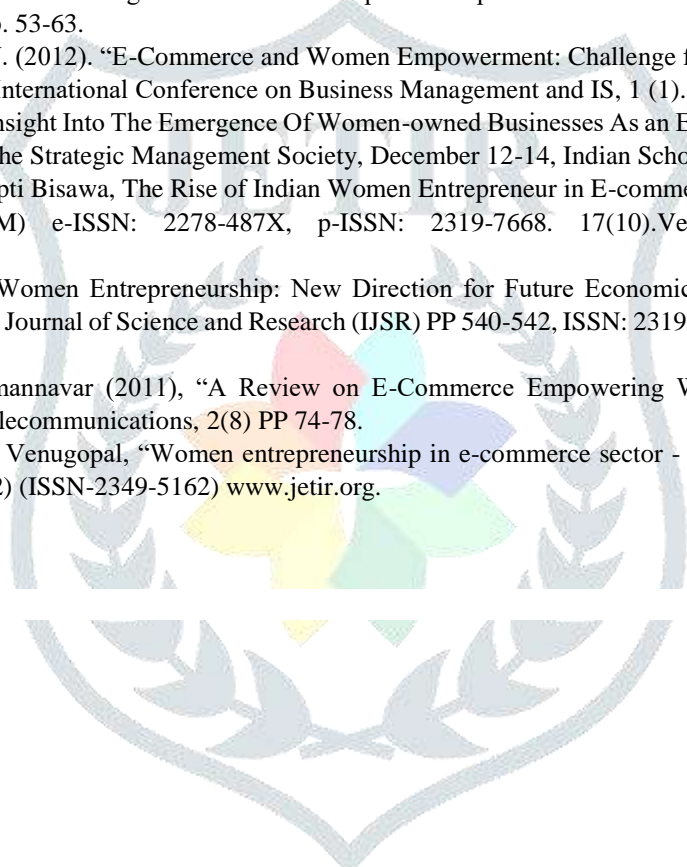 . 53-63.
. (2012). “E-Commerce and Women Empowerment: Challenge f
nternational Conference on Business Management and IS, 1 (1).
nsight Into The Emergence Of Women-owned Businesses As an E
he Strategic Management Society, December 12-14, Indian Scho
pti Bisawa, The Rise of Indian Women Entrepreneur in E-comme
M) e-ISSN: 2278-487X, p-ISSN: 2319-7668. 17(10).Ve
Women Entrepreneurship: New Direction for Future Economic
Journal of Science and Research (IJSR) PP 540-542, ISSN: 2319
mannavar (2011), “A Review on E-Commerce Empowering W
lecommunications, 2(8) PP 74-78.
Venugopal, “Women entrepreneurship in e-commerce sector -
2) (ISSN-2349-5162) www.jetir.org.
JETIR